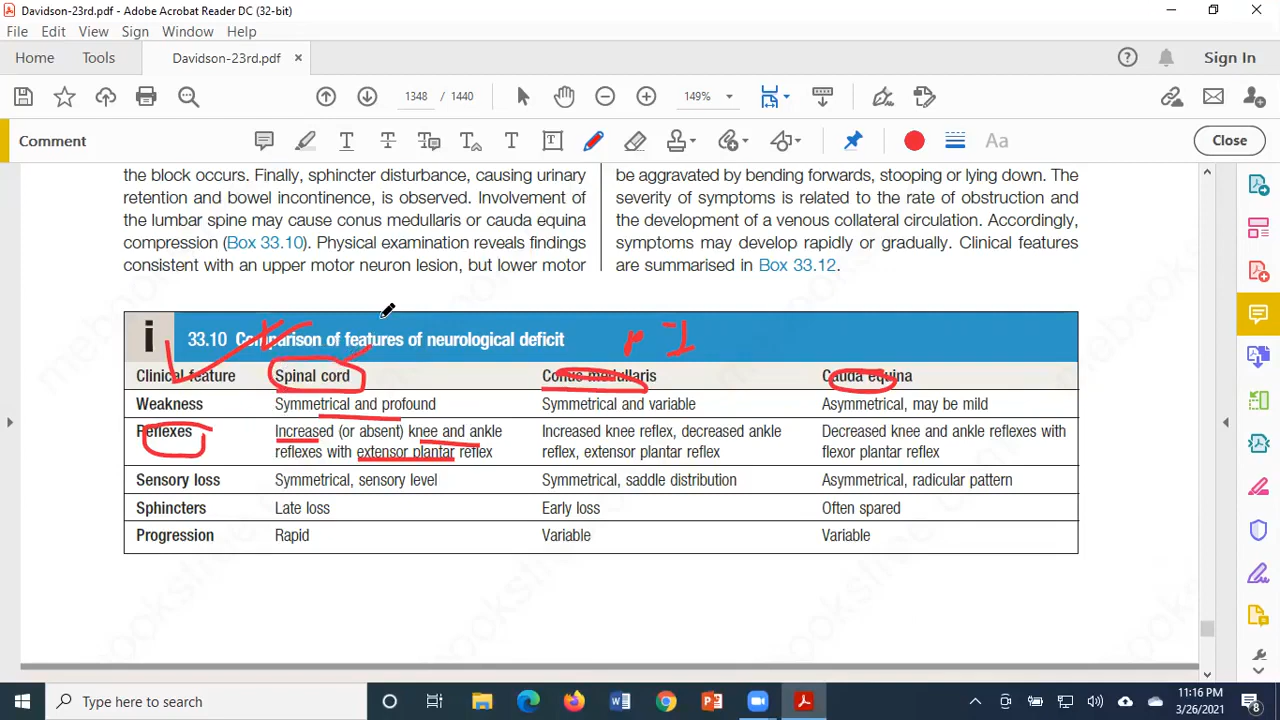 Davidson-23rd.pdf - Adobe Acrobat Reader DC (32-bit)
File Edit View Sign Window Help
Home Tools Davidson-23rd.pdf × Sign In
1348 / 1440 149%
Comment Close
the block occurs. Finally, sphincter disturbance, causing urinary
retention and bowel incontinence, is observed. Involvement of
the lumbar spine may cause conus medullaris or cauda equina
compression (Box 33.10). Physical examination reveals findings
consistent with an upper motor neuron lesion, but lower motor
be aggravated by bending forwards, stooping or lying down. The
severity of symptoms is related to the rate of obstruction and
the development of a venous collateral circulation. Accordingly,
symptoms may develop rapidly or gradually. Clinical features
are summarised in Box 33.12.
i 33.10 Comparison of features of neurological deficit
Clinical feature Spinal cord Conus medullaris Cauda equina
Weakness Symmetrical and profound Symmetrical and variable Asymmetrical, may be mild
Reflexes Increased (or absent) knee and ankle Increased knee reflex, decreased ankle Decreased knee and ankle reflexes with
reflexes with extensor plantar reflex reflex, extensor plantar reflex flexor plantar reflex
Sensory loss Symmetrical, sensory level Symmetrical, saddle distribution Asymmetrical, radicular pattern
Sphincters Late loss Early loss Often spared
Progression Rapid Variable Variable
Type here to search
11:16 PM
3/26/2021
8